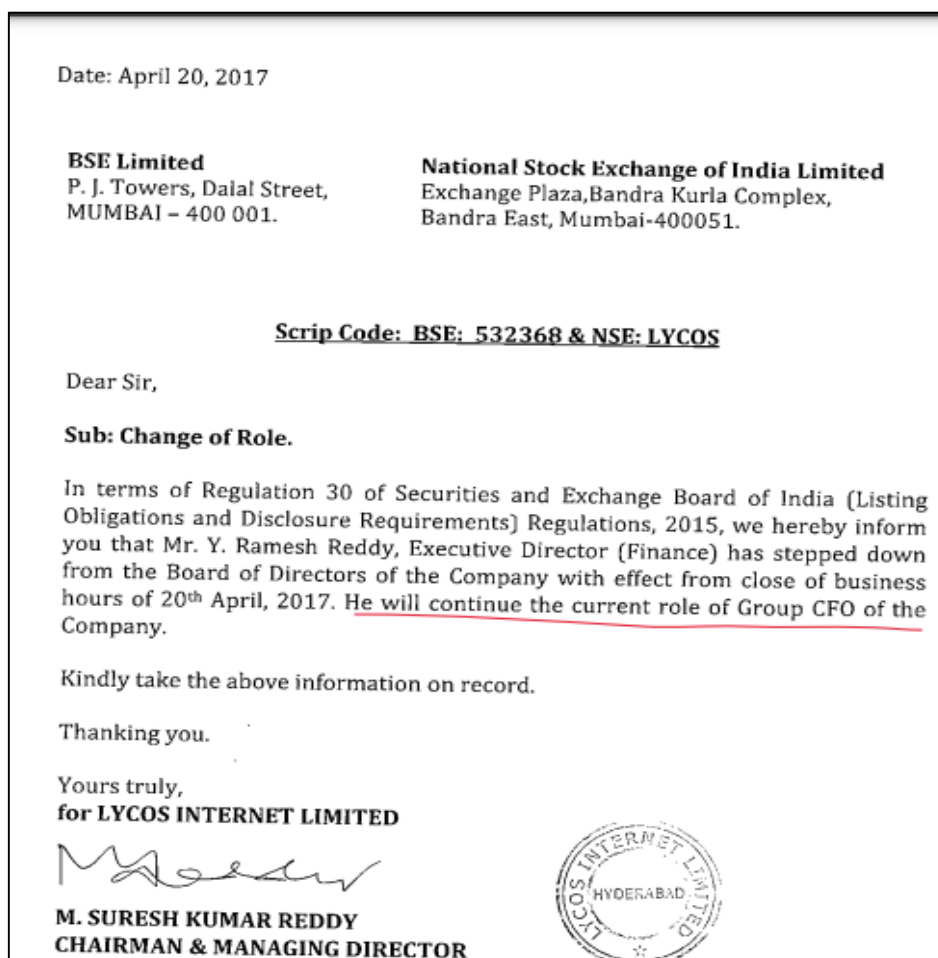 Date: April 20, 2017
BSE Limited
P. J. Towers, Dalal Street,
MUMBAI – 400 001.
National Stock Exchange of India Limited
Exchange Plaza,Bandra Kurla Complex,
Bandra East, Mumbai-400051.
Scrip Code: BSE: 532368 & NSE: LYCOS
Dear Sir,
Sub: Change of Role.
In terms of Regulation 30 of Securities and Exchange Board of India (Listing
Obligations and Disclosure Requirements) Regulations, 2015, we hereby inform
you that Mr. Y. Ramesh Reddy, Executive Director (Finance) has stepped down
from the Board of Directors of the Company with effect from close of business
hours of 20th April, 2017. He will continue the current role of Group CFO of the
Company.
Kindly take the above information on record.
Thanking you.
Yours truly,
for LYCOS INTERNET LIMITED
M. SURESH KUMAR REDDY
CHAIRMAN & MANAGING DIRECTOR
LYCOS INTERNET LIMITED
HYDERABAD